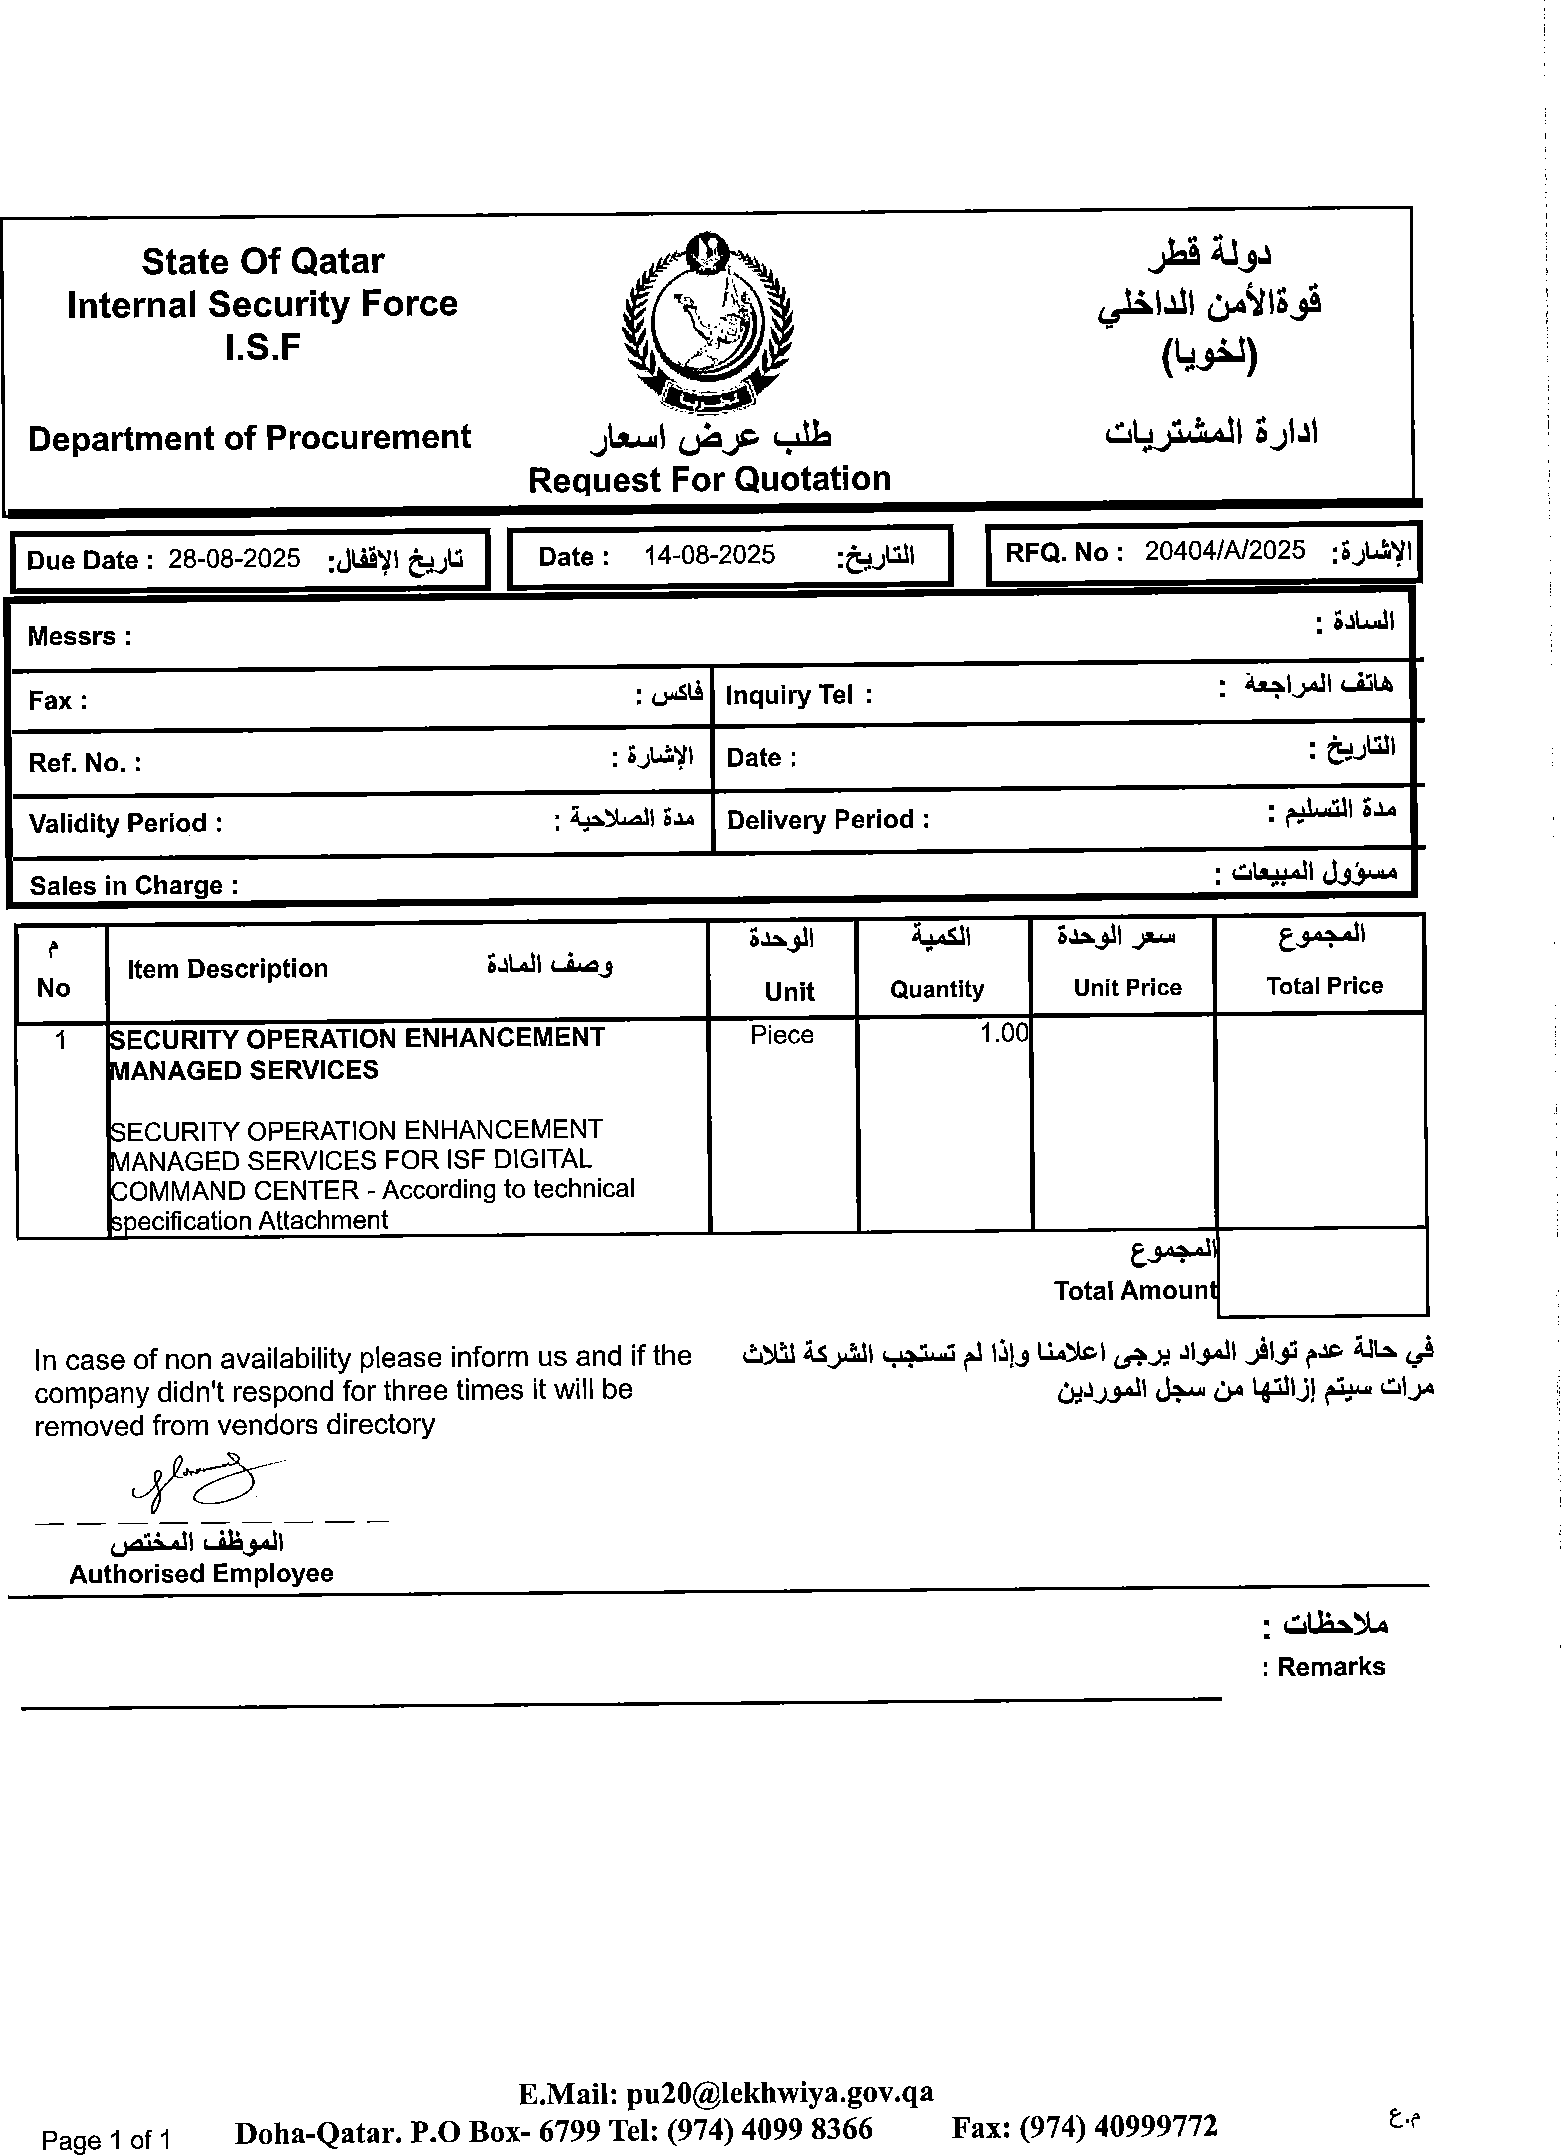 State Of Qatar
Internal Security Force
I.S.F
Department of Procurement
دولة قطر
قوةالأمن الداخلي
(لخويا)
ادارة المشتريات
لخويا
طلب عرض اسعار
Request For Quotation
Due Date : 28-08-2025 تاريخ الإقفال:
Date : 14-08-2025 التاريخ:
RFQ. No : 20404/A/2025 الإشارة:
Messrs : السادة :
Fax : فاكس : Inquiry Tel : هاتف المراجعة :
Ref. No. : الإشارة : Date : التاريخ :
Validity Period : مدة الصلاحية : Delivery Period : مدة التسليم :
Sales in Charge : مسؤول المبيعات :
م وصف المادة الوحدة الكمية سعر الوحدة المجموع
No Item Description Unit Quantity Unit Price Total Price
1 SECURITY OPERATION ENHANCEMENT Piece 1.00
MANAGED SERVICES
SECURITY OPERATION ENHANCEMENT
MANAGED SERVICES FOR ISF DIGITAL
COMMAND CENTER - According to technical
specification Attachment
المجموع
Total Amount
In case of non availability please inform us and if the
company didn't respond for three times it will be
removed from vendors directory
في حالة عدم توافر المواد يرجى اعلامنا وإذا لم تستجب الشركة لثلاث
مرات سيتم إزالتها من سجل الموردين
الموظف المختص
Authorised Employee
ملاحظات :
: Remarks
E.Mail: pu20@lekhwiya.gov.qa
Page 1 of 1 Doha-Qatar. P.O Box- 6799 Tel: (974) 4099 8366 Fax: (974) 40999772 م.ع